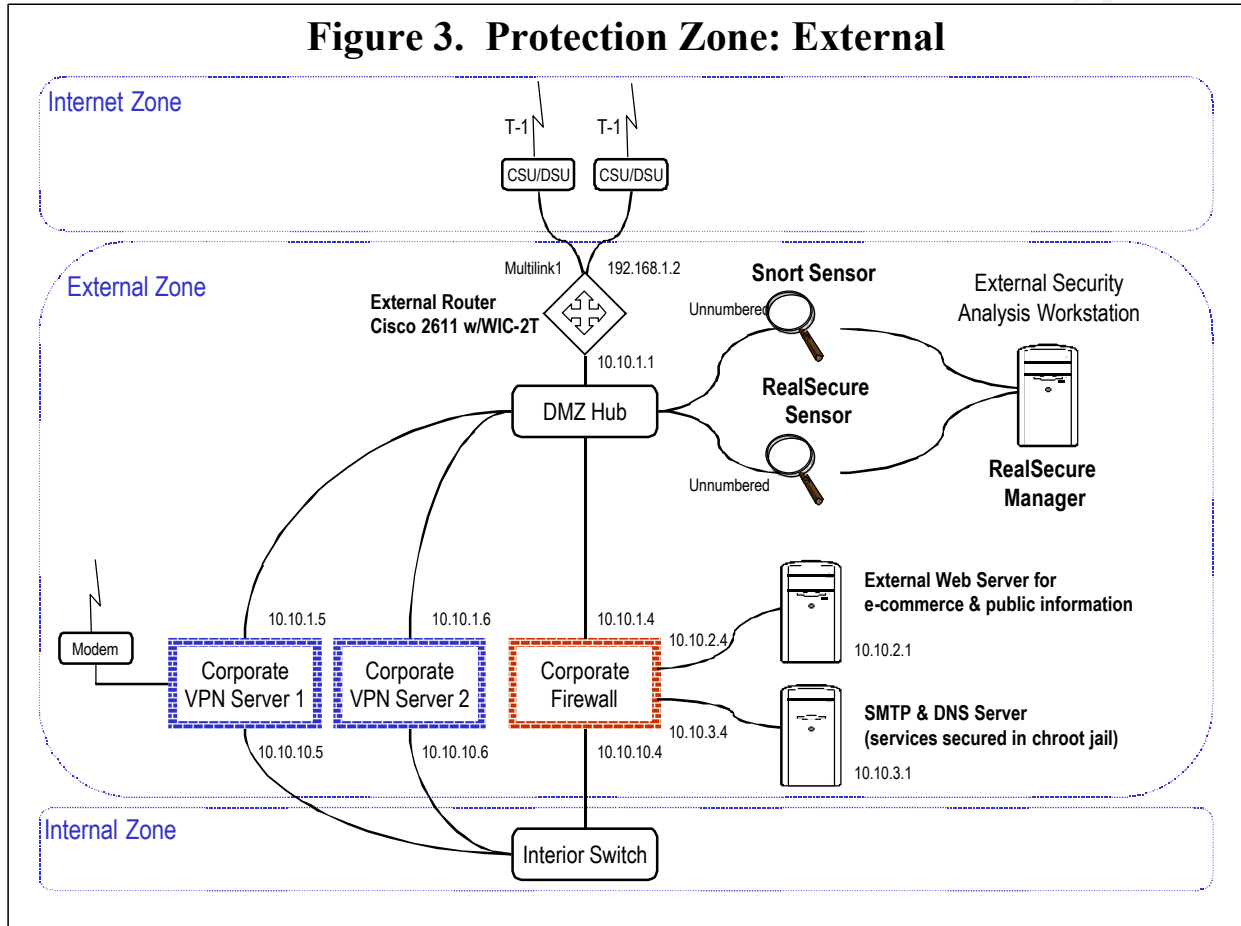 Figure 3. Protection Zone: External
Internet Zone
T-1
T-1
CSU/DSU
CSU/DSU
External Zone
Multilink1
192.168.1.2
External Router
Cisco 2611 w/WIC-2T
10.10.1.1
Snort Sensor
Unnumbered
External Security
Analysis Workstation
DMZ Hub
RealSecure
Sensor
Unnumbered
RealSecure
Manager
Modem
10.10.1.5
Corporate
VPN Server 1
10.10.10.5
10.10.1.6
Corporate
VPN Server 2
10.10.10.6
10.10.1.4
Corporate
Firewall
10.10.10.4
10.10.2.4
External Web Server for
e-commerce & public information
10.10.2.1
10.10.3.4
SMTP & DNS Server
(services secured in chroot jail)
10.10.3.1
Internal Zone
Interior Switch